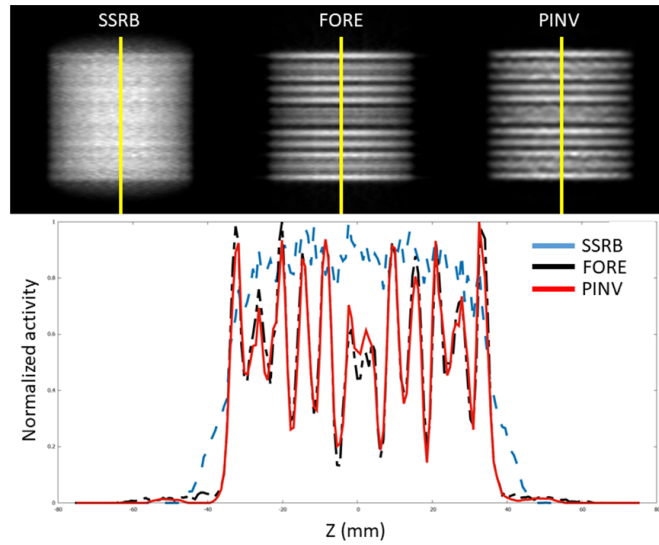 SSRB FORE PINV
SSRB
FORE
PINV
Normalized activity
1
0.8
0.6
0.4
0.2
0
-80 -60 -40 -20 0 20 40 60 80
Z (mm)